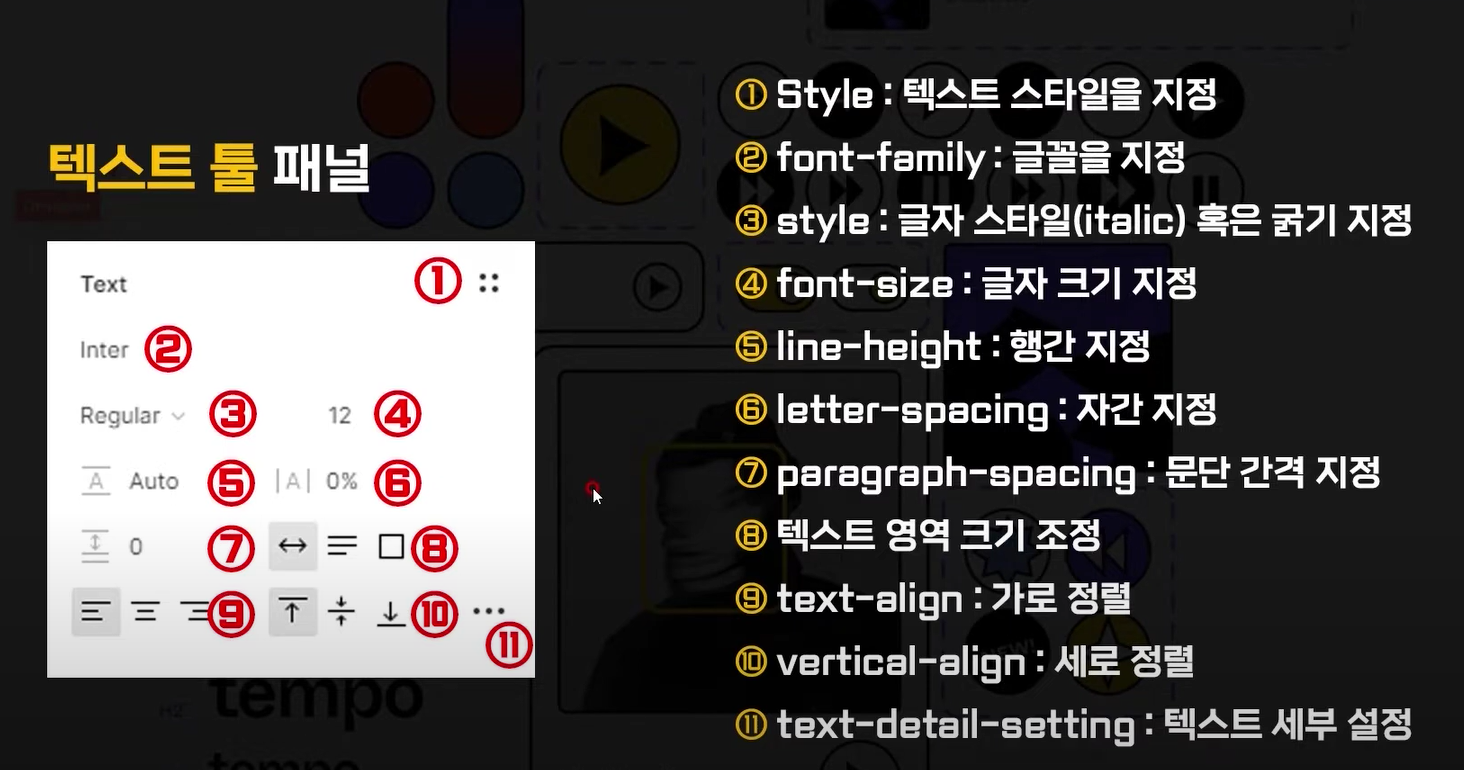 텍스트 툴 패널
Text ①
Inter ②
Regular ③ 12 ④
A Auto ⑤ |A| 0% ⑥
0 ⑦ ⑧
⑨ ⑩
⑪
① Style : 텍스트 스타일을 지정
② font-family : 글꼴을 지정
③ style : 글자 스타일(italic) 혹은 굵기 지정
④ font-size : 글자 크기 지정
⑤ line-height : 행간 지정
⑥ letter-spacing : 자간 지정
⑦ paragraph-spacing : 문단 간격 지정
⑧ 텍스트 영역 크기 조정
⑨ text-align : 가로 정렬
⑩ vertical-align : 세로 정렬
⑪ text-detail-setting : 텍스트 세부 설정
H2
tempo
tempo